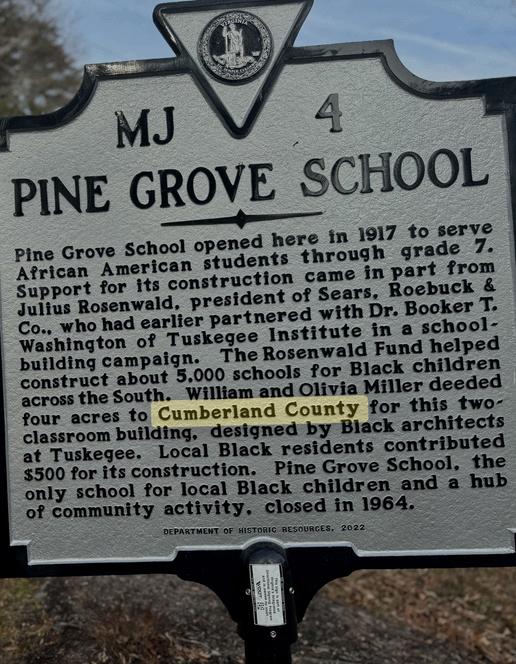 VIRGINIA
MJ 4
PINE GROVE SCHOOL
Pine Grove School opened here in 1917 to serve
African American students through grade 7.
Support for its construction came in part from
Julius Rosenwald, president of Sears, Roebuck &
Co., who had earlier partnered with Dr. Booker T.
Washington of Tuskegee Institute in a school-
building campaign. The Rosenwald Fund helped
construct about 5,000 schools for Black children
across the South. William and Olivia Miller deeded
four acres to Cumberland County for this two-
classroom building, designed by Black architects
at Tuskegee. Local Black residents contributed
$500 for its construction. Pine Grove School, the
only school for local Black children and a hub
of community activity, closed in 1964.
DEPARTMENT OF HISTORIC RESOURCES, 2022